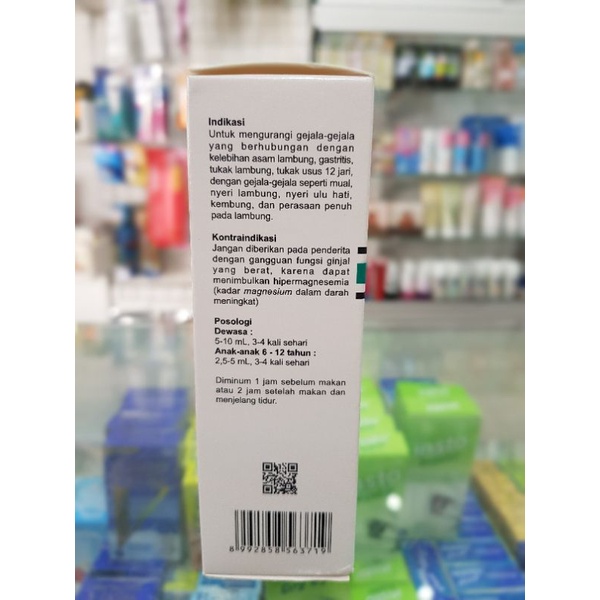 Indikasi
Untuk mengurangi gejala-gejala
yang berhubungan dengan
kelebihan asam lambung, gastritis,
tukak lambung, tukak usus 12 jari,
dengan gejala-gejala seperti mual,
nyeri lambung, nyeri ulu hati,
kembung, dan perasaan penuh
pada lambung.
Kontraindikasi
Jangan diberikan pada penderita
dengan gangguan fungsi ginjal
yang berat, karena dapat
menimbulkan hipermagnesemia
(kadar magnesium dalam darah
meningkat)
Posologi
Dewasa :
5-10 mL, 3-4 kali sehari
Anak-anak 6 - 12 tahun :
2,5-5 mL, 3-4 kali sehari
Diminum 1 jam sebelum makan
atau 2 jam setelah makan dan
menjelang tidur.
8 992858 563719